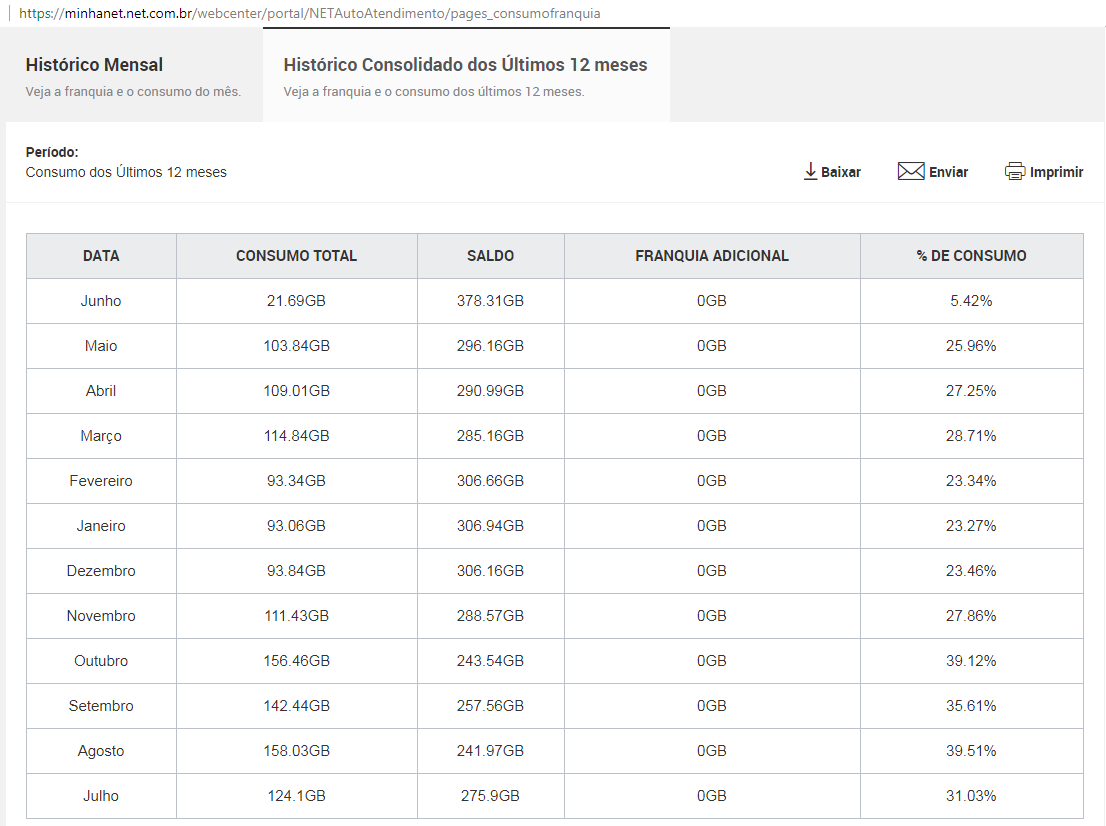 https://minhanet.net.com.br/webcenter/portal/NETAutoAtendimento/pages_consumofranquia
Histórico Mensal
Veja a franquia e o consumo do mês.
Histórico Consolidado dos Últimos 12 meses
Veja a franquia e o consumo dos últimos 12 meses.
Período:
Consumo dos Últimos 12 meses
Baixar Enviar Imprimir
DATA CONSUMO TOTAL SALDO FRANQUIA ADICIONAL % DE CONSUMO
Junho 21.69GB 378.31GB 0GB 5.42%
Maio 103.84GB 296.16GB 0GB 25.96%
Abril 109.01GB 290.99GB 0GB 27.25%
Março 114.84GB 285.16GB 0GB 28.71%
Fevereiro 93.34GB 306.66GB 0GB 23.34%
Janeiro 93.06GB 306.94GB 0GB 23.27%
Dezembro 93.84GB 306.16GB 0GB 23.46%
Novembro 111.43GB 288.57GB 0GB 27.86%
Outubro 156.46GB 243.54GB 0GB 39.12%
Setembro 142.44GB 257.56GB 0GB 35.61%
Agosto 158.03GB 241.97GB 0GB 39.51%
Julho 124.1GB 275.9GB 0GB 31.03%